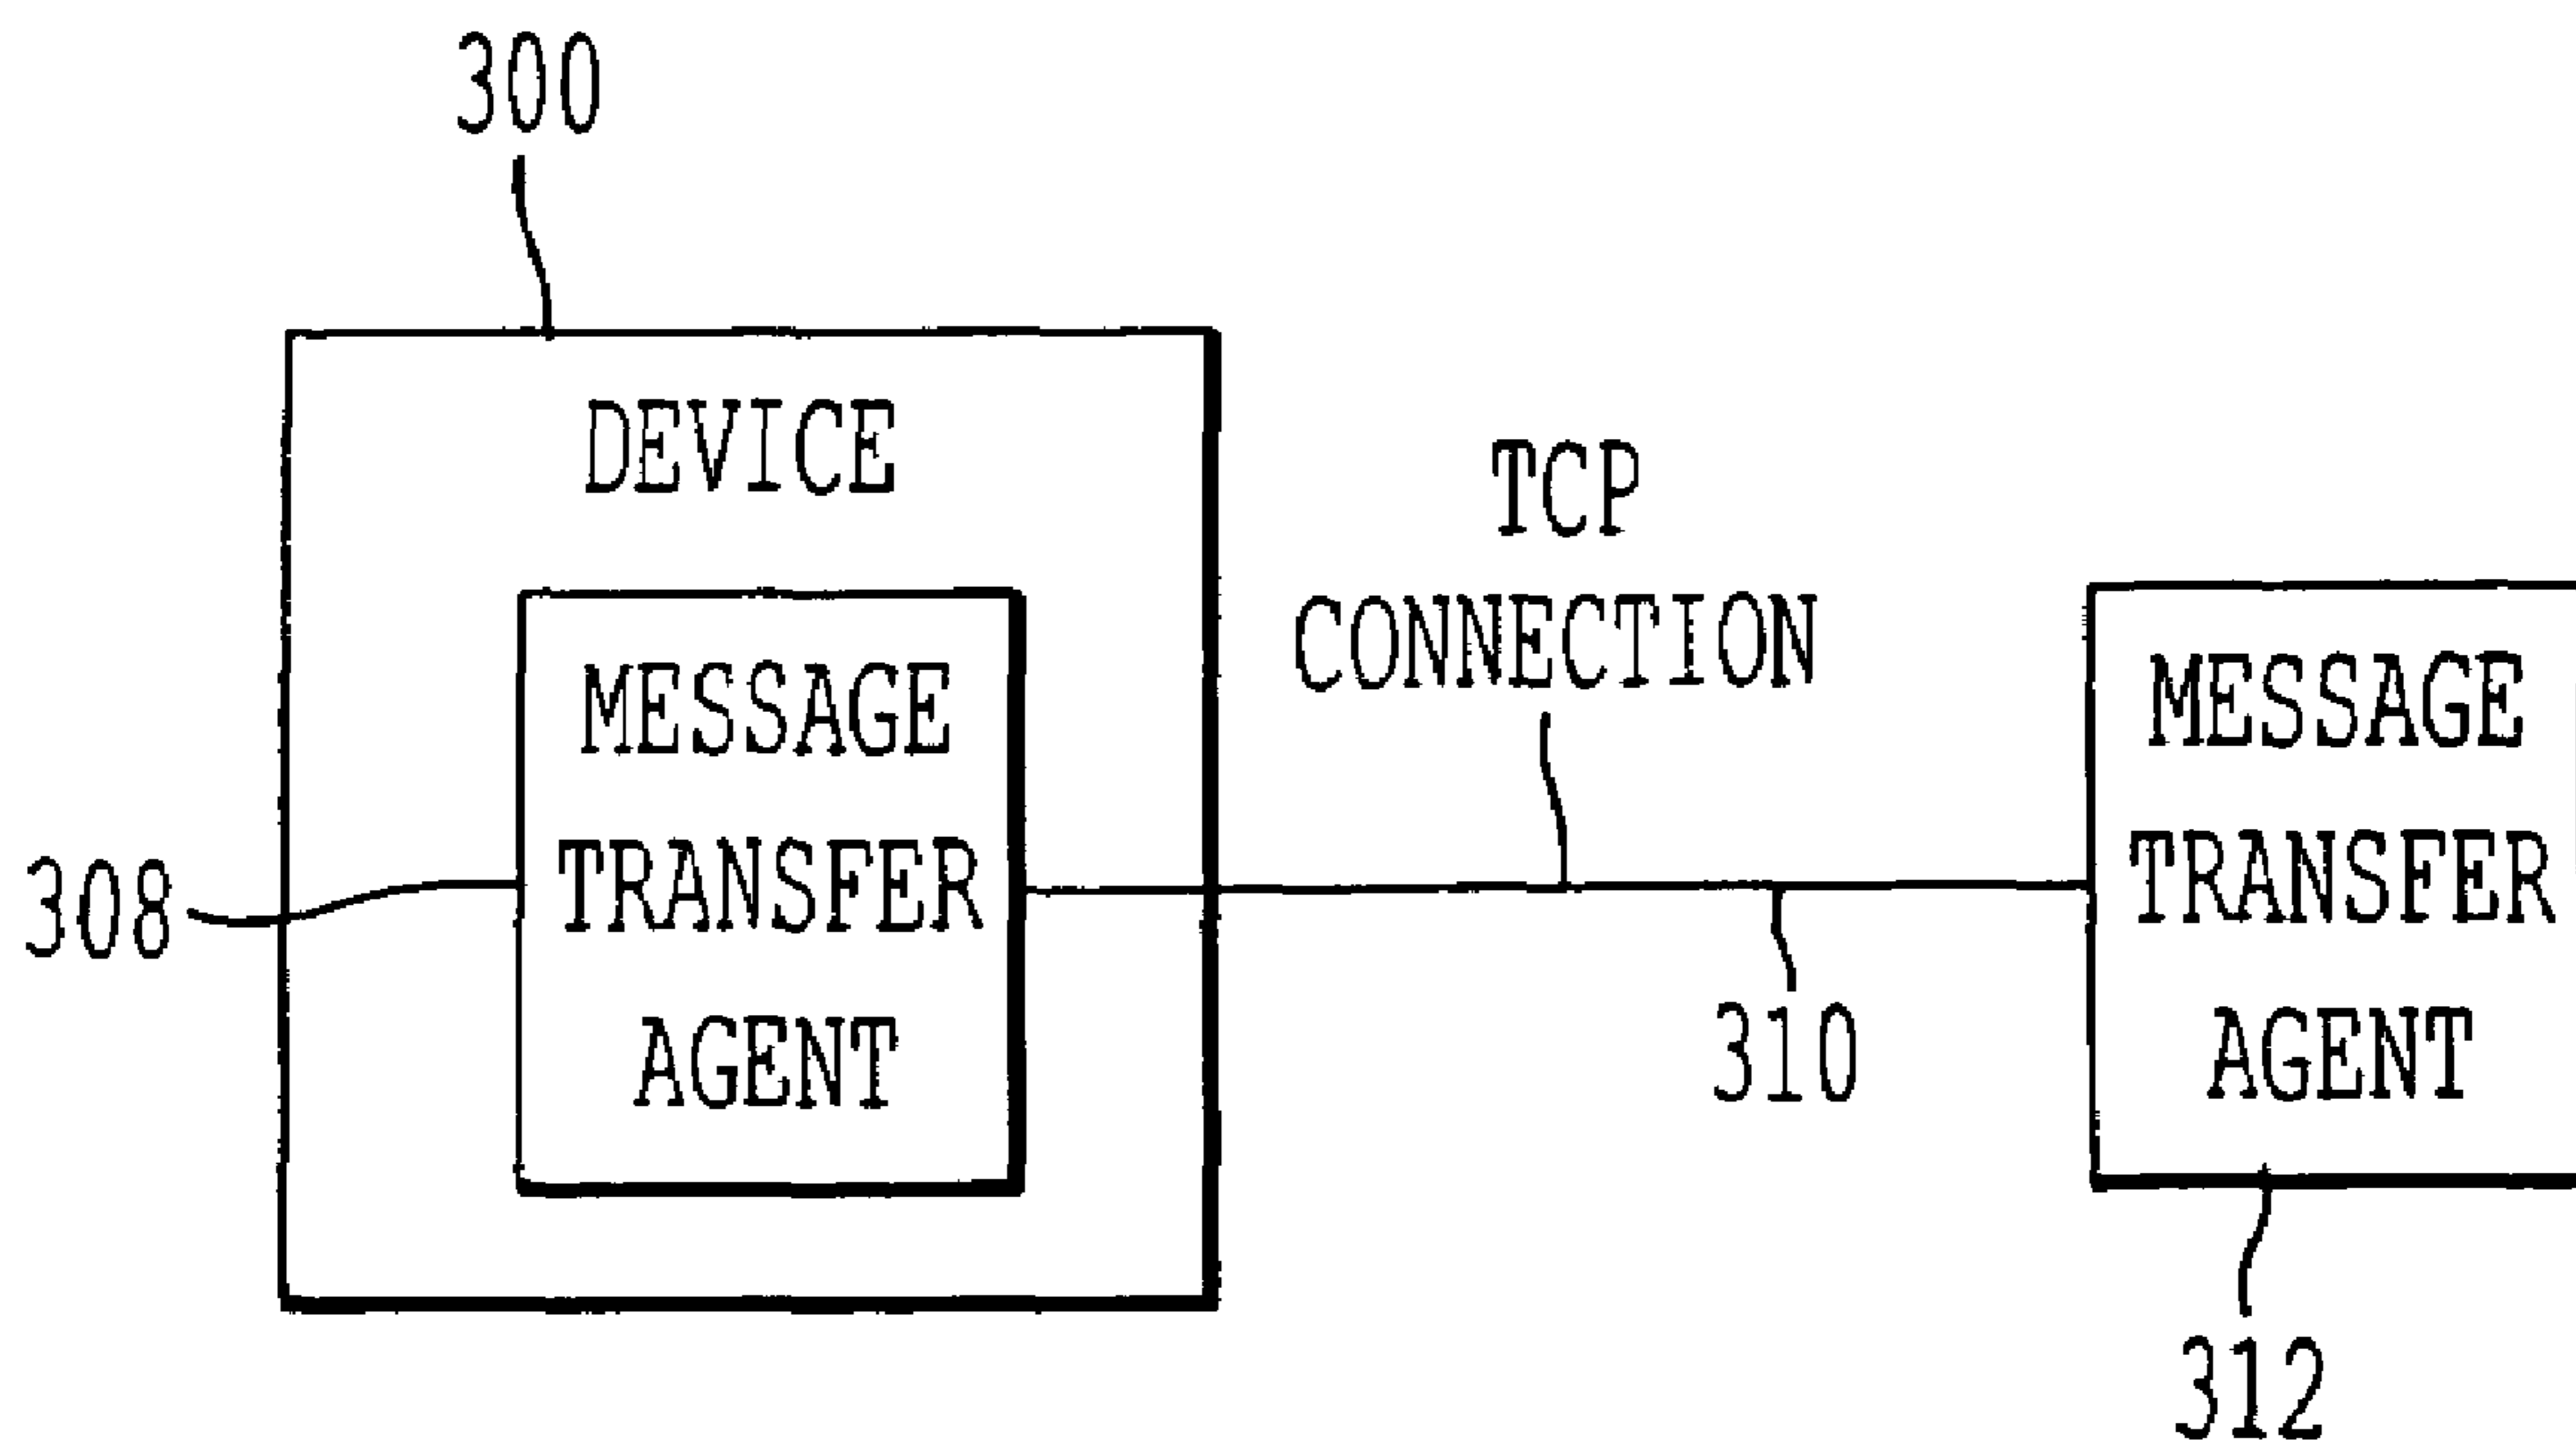 300
DEVICE
MESSAGE
TRANSFER
AGENT
308
TCP
CONNECTION
310
MESSAGE
TRANSFER
AGENT
312